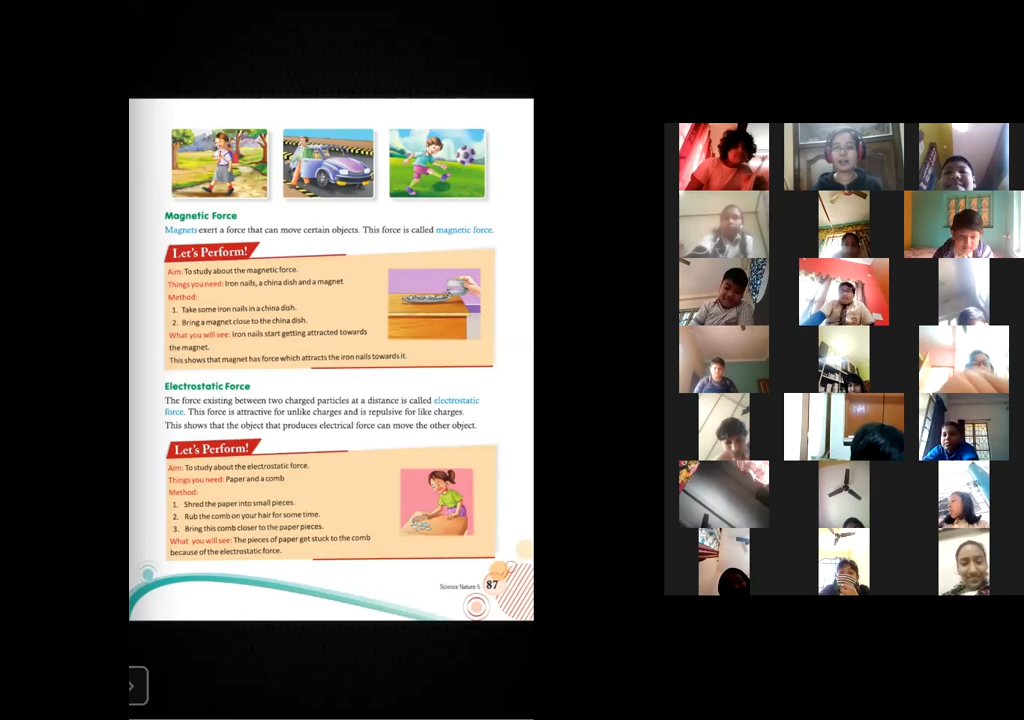 Magnetic Force
Magnets exert a force that can move certain objects. This force is called magnetic force.
Let's Perform!
Aim: To study about the magnetic force.
Things you need: Iron nails, a china dish and a magnet
Method:
1. Take some iron nails in a china dish.
2. Bring a magnet close to the china dish.
What you will see: Iron nails start getting attracted towards
the magnet.
This shows that magnet has force which attracts the iron nails towards it.
Electrostatic Force
The force existing between two charged particles at a distance is called electrostatic
force. This force is attractive for unlike charges and is repulsive for like charges.
This shows that the object that produces electrical force can move the other object.
Let's Perform!
Aim: To study about the electrostatic force.
Things you need: Paper and a comb
Method:
1. Shred the paper into small pieces.
2. Rub the comb on your hair for some time.
3. Bring this comb closer to the paper pieces.
What you will see: The pieces of paper get stuck to the comb
because of the electrostatic force.
Science Nature-5 87